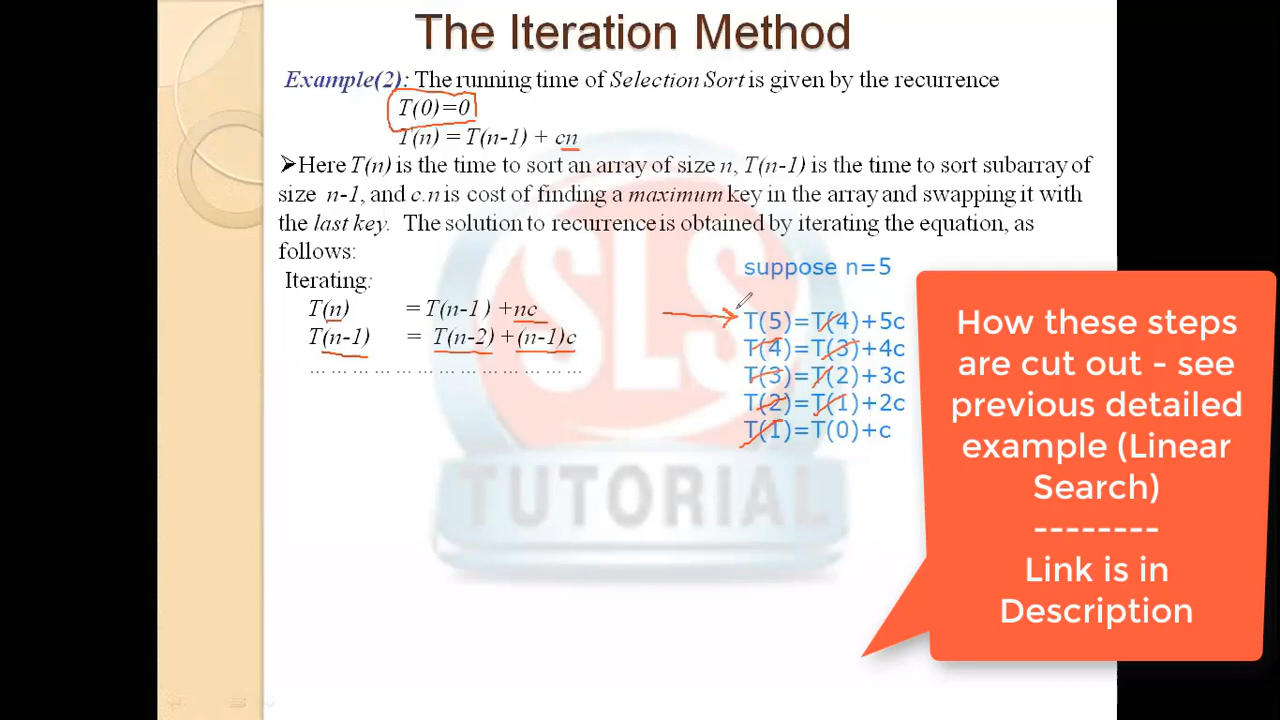 The Iteration Method
Example(2): The running time of Selection Sort is given by the recurrence
T(0)=0
T(n) = T(n-1) + cn
➢Here T(n) is the time to sort an array of size n, T(n-1) is the time to sort subarray of
size n-1, and c.n is cost of finding a maximum key in the array and swapping it with
the last key. The solution to recurrence is obtained by iterating the equation, as
follows:
Iterating:
T(n) = T(n-1) +nc
T(n-1) = T(n-2) +(n-1)c
... ... ... ... ... ... ... ... ... ... ... ... ...
suppose n=5
T(5)=T(4)+5c
T(4)=T(3)+4c
T(3)=T(2)+3c
T(2)=T(1)+2c
T(1)=T(0)+c
How these steps
are cut out - see
previous detailed
example (Linear
Search)
--------
Link is in
Description
SLS
TUTORIAL